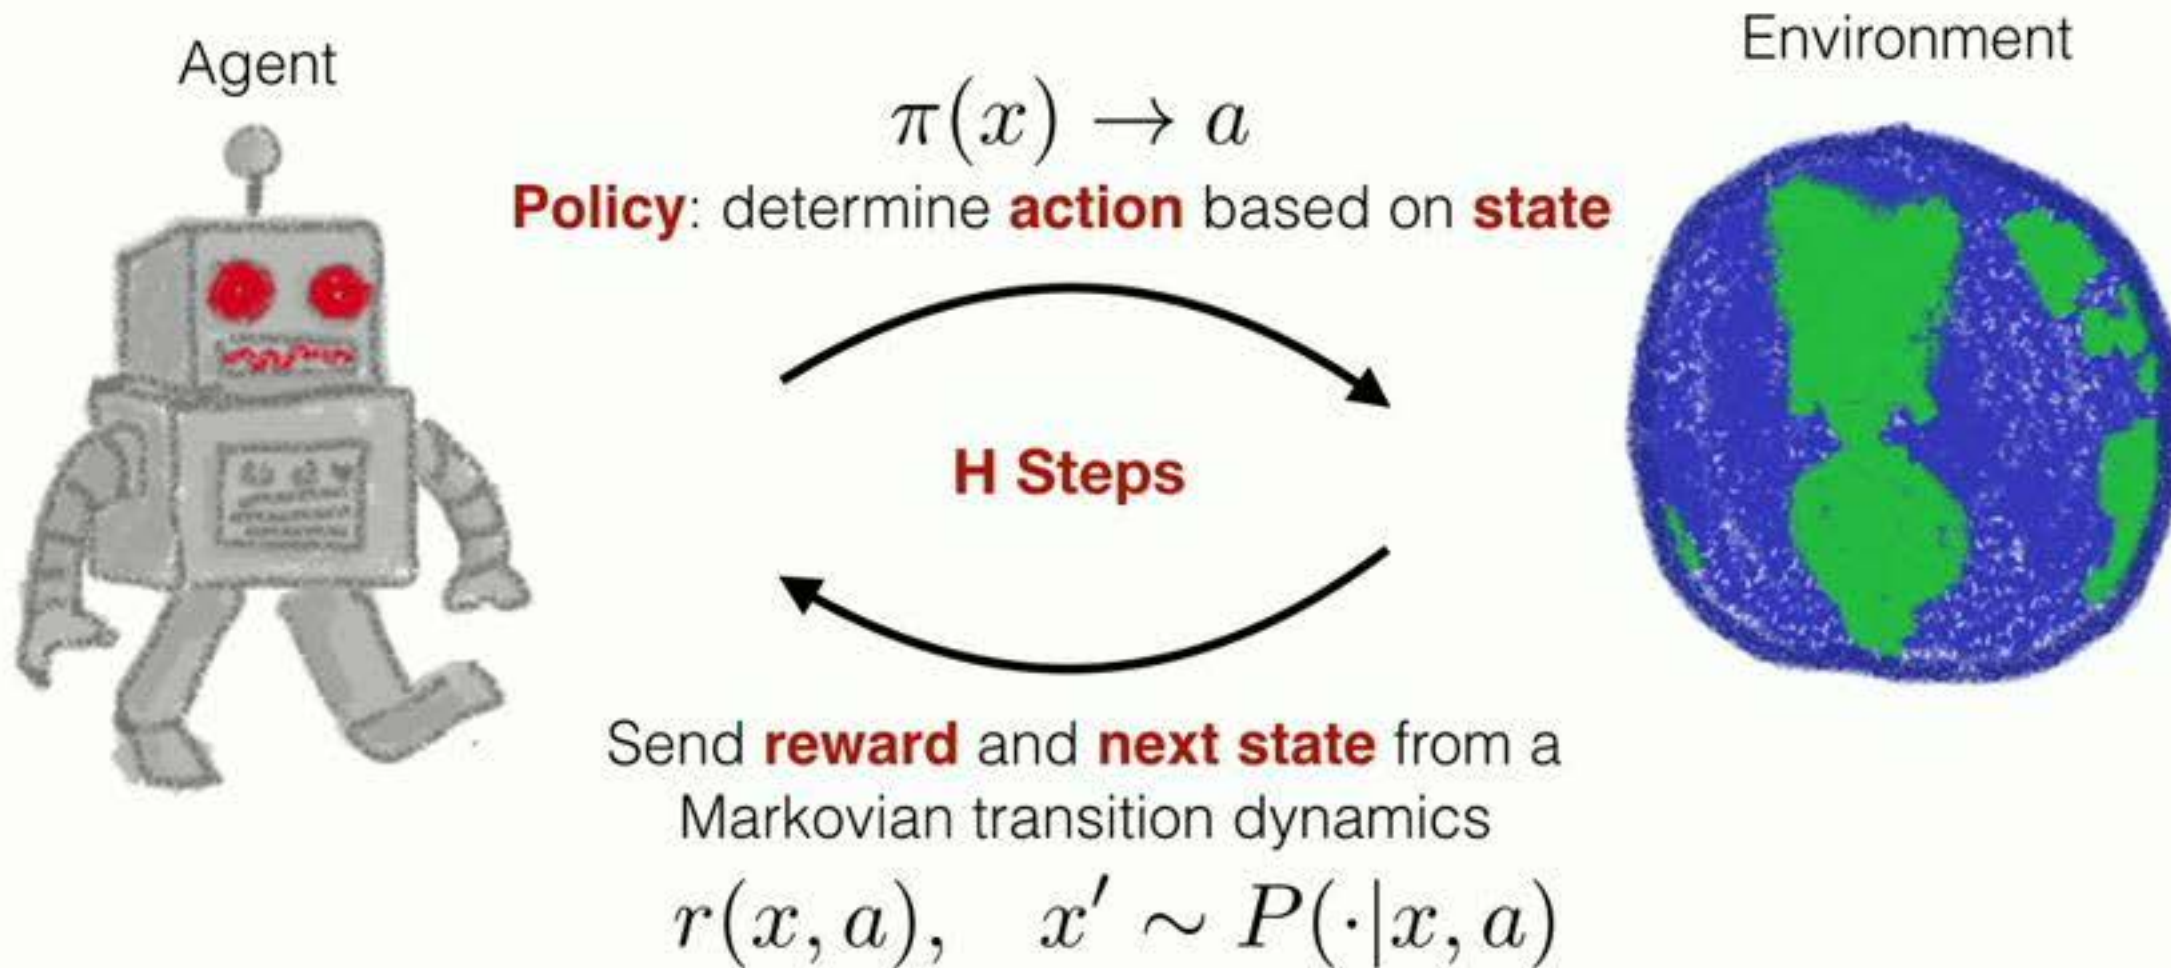 Agent
Environment
π(x) → a
Policy: determine action based on state
H Steps
Send reward and next state from a
Markovian transition dynamics
r(x, a), x′ ∼ P(·|x, a)